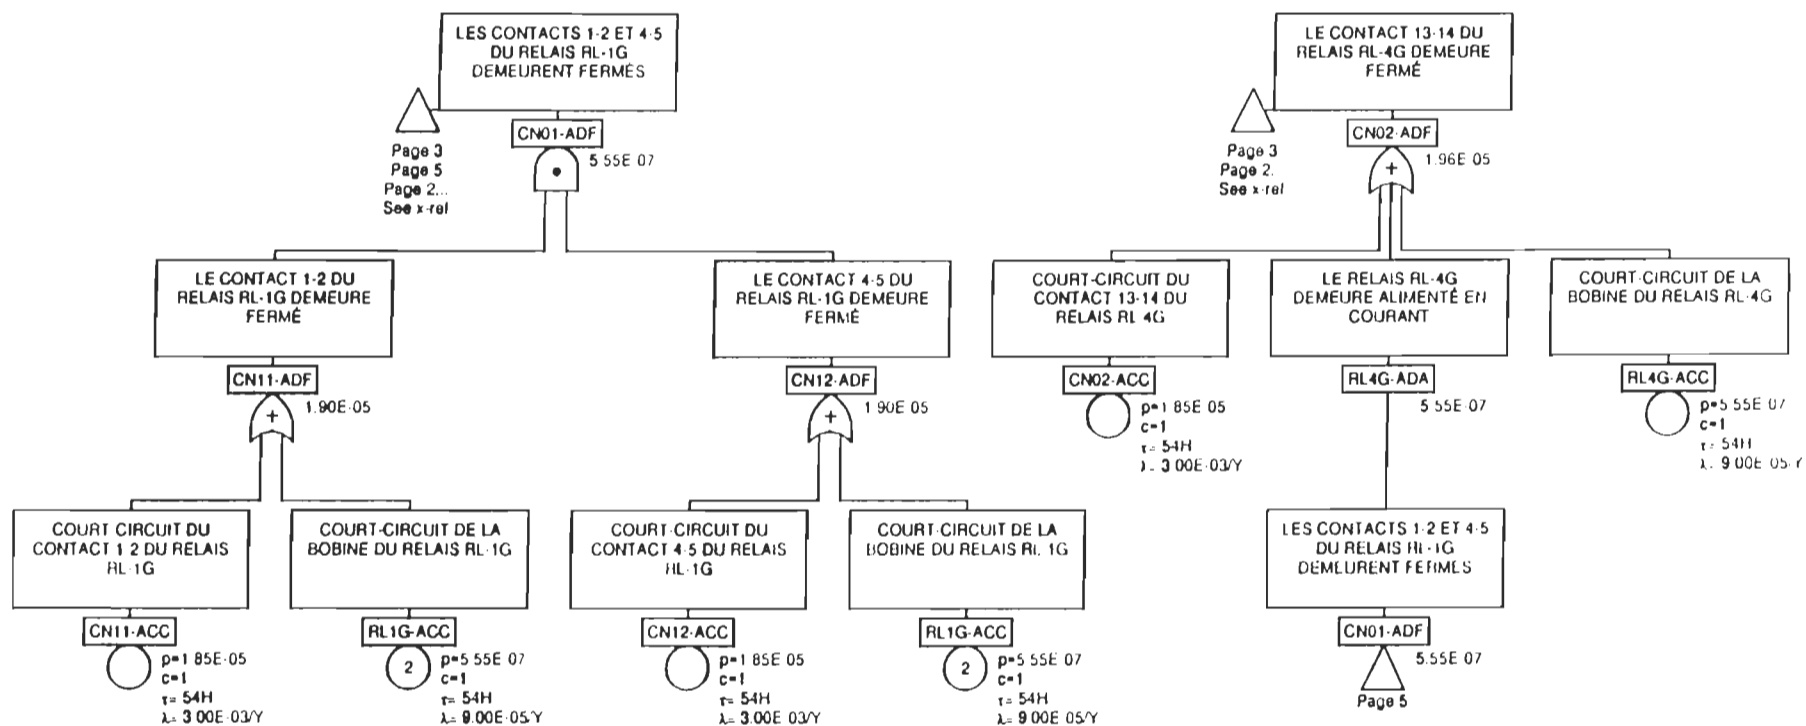 LES CONTACTS 1-2 ET 4-5
DU RELAIS RL-1G
DEMEURENT FERMÉS
CN01-ADF
5.55E-07
Page 3
Page 5
Page 2...
See x-ref
LE CONTACT 1-2 DU
RELAIS RL-1G DEMEURE
FERMÉ
CN11-ADF
1.90E-05
LE CONTACT 4-5 DU
RELAIS RL-1G DEMEURE
FERMÉ
CN12-ADF
1.90E-05
COURT-CIRCUIT DU
CONTACT 1-2 DU RELAIS
RL-1G
CN11-ACC
p=1.85E-05
c=1
τ= 54H
λ= 3.00E-03/Y
COURT-CIRCUIT DE LA
BOBINE DU RELAIS RL-1G
RL1G-ACC
2
p=5.55E-07
c=1
τ= 54H
λ= 9.00E-05/Y
COURT-CIRCUIT DU
CONTACT 4-5 DU RELAIS
RL-1G
CN12-ACC
p=1.85E-05
c=1
τ= 54H
λ= 3.00E-03/Y
COURT-CIRCUIT DE LA
BOBINE DU RELAIS RL-1G
RL1G-ACC
2
p=5.55E-07
c=1
τ= 54H
λ= 9.00E-05/Y
LE CONTACT 13-14 DU
RELAIS RL-4G DEMEURE
FERMÉ
CN02-ADF
1.96E-05
Page 3
Page 2.
See x-ref
COURT-CIRCUIT DU
CONTACT 13-14 DU
RELAIS RL-4G
CN02-ACC
p=1.85E-05
c=1
τ= 54H
λ= 3.00E-03/Y
LE RELAIS RL-4G
DEMEURE ALIMENTÉ EN
COURANT
RL4G-ADA
5.55E-07
COURT-CIRCUIT DE LA
BOBINE DU RELAIS RL-4G
RL4G-ACC
p=5.55E-07
c=1
τ= 54H
λ= 9.00E-05/Y
LES CONTACTS 1-2 ET 4-5
DU RELAIS RL-1G
DEMEURENT FERMÉS
CN01-ADF
5.55E-07
Page 5